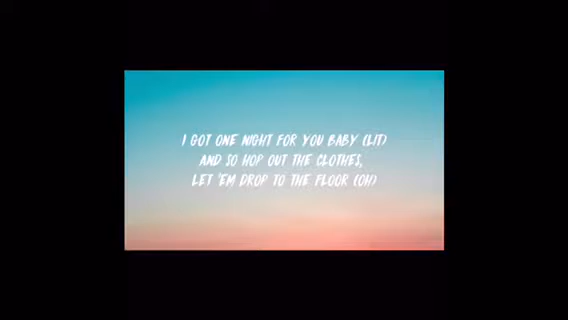 I GOT ONE NIGHT FOR YOU BABY (LIT)
AND SO HOP OUT THE CLOTHES,
LET 'EM DROP TO THE FLOOR (OH)